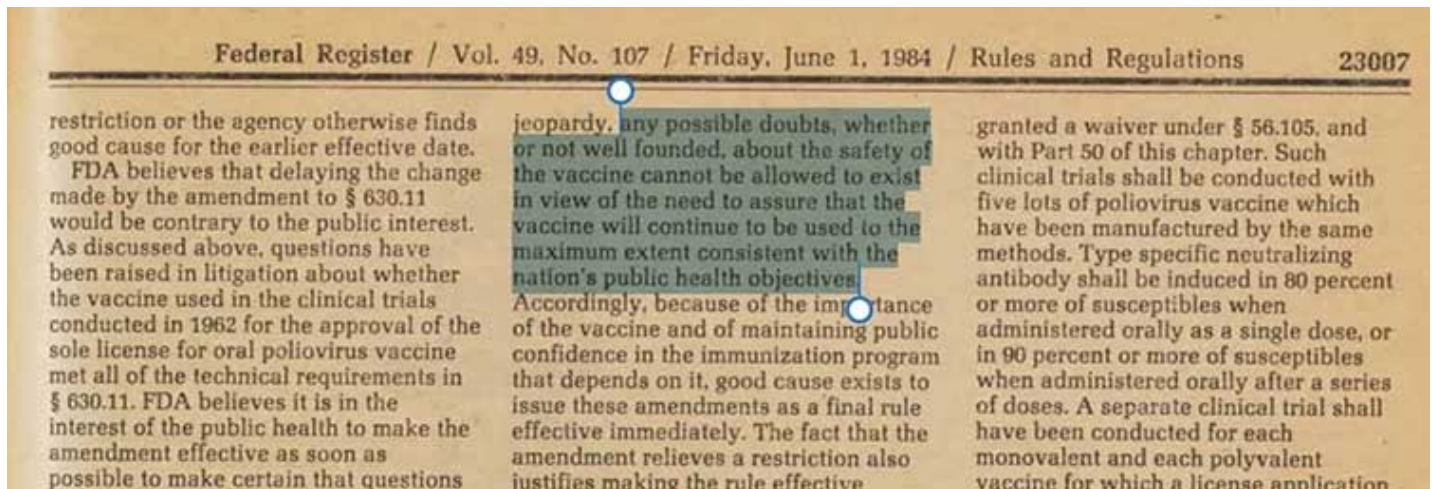 Federal Register / Vol. 49, No. 107 / Friday, June 1, 1984 / Rules and Regulations 23007
restriction or the agency otherwise finds
good cause for the earlier effective date.
FDA believes that delaying the change
made by the amendment to § 630.11
would be contrary to the public interest.
As discussed above, questions have
been raised in litigation about whether
the vaccine used in the clinical trials
conducted in 1962 for the approval of the
sole license for oral poliovirus vaccine
met all of the technical requirements in
§ 630.11. FDA believes it is in the
interest of the public health to make the
amendment effective as soon as
possible to make certain that questions
jeopardy, any possible doubts, whether
or not well founded, about the safety of
the vaccine cannot be allowed to exist
in view of the need to assure that the
vaccine will continue to be used to the
maximum extent consistent with the
nation's public health objectives.
Accordingly, because of the importance
of the vaccine and of maintaining public
confidence in the immunization program
that depends on it, good cause exists to
issue these amendments as a final rule
effective immediately. The fact that the
amendment relieves a restriction also
justifies making the rule effective
granted a waiver under § 56.105, and
with Part 50 of this chapter. Such
clinical trials shall be conducted with
five lots of poliovirus vaccine which
have been manufactured by the same
methods. Type specific neutralizing
antibody shall be induced in 80 percent
or more of susceptibles when
administered orally as a single dose, or
in 90 percent or more of susceptibles
when administered orally after a series
of doses. A separate clinical trial shall
have been conducted for each
monovalent and each polyvalent
vaccine for which a license application